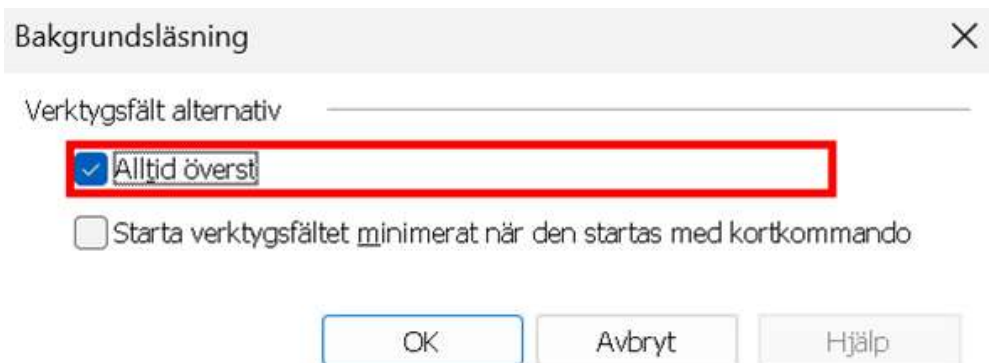 Bakgrundsläsning
Verktygsfält alternativ
Alltid överst
Starta verktygsfältet minimerat när den startas med kortkommando
OK Avbryt Hjälp